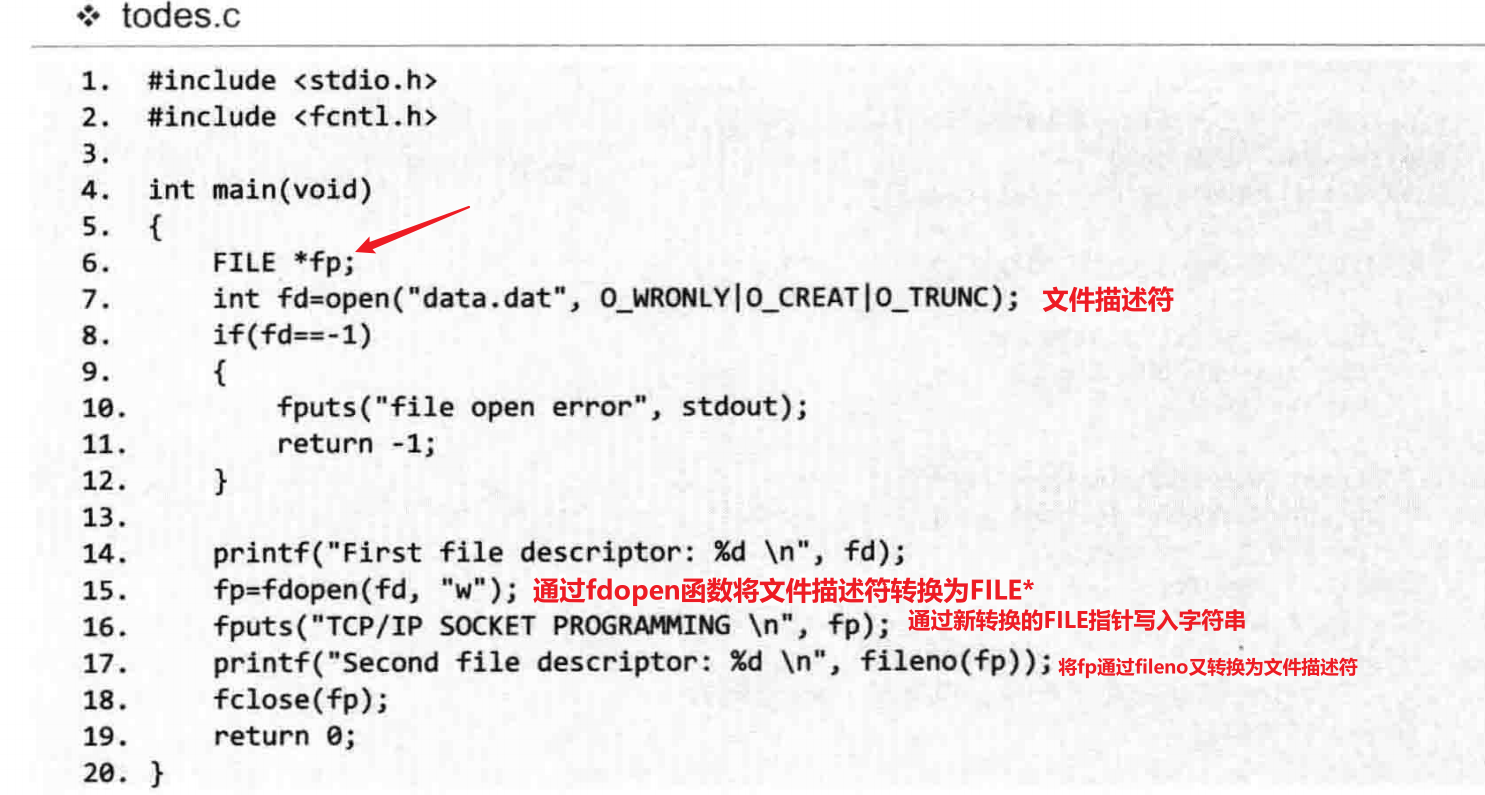 ❖ todes.c
1. #include <stdio.h>
2. #include <fcntl.h>
3.
4. int main(void)
5. {
6. FILE *fp;
7. int fd=open("data.dat", O_WRONLY|O_CREAT|O_TRUNC); 文件描述符
8. if(fd==-1)
9. {
10. fputs("file open error", stdout);
11. return -1;
12. }
13.
14. printf("First file descriptor: %d \n", fd);
15. fp=fdopen(fd, "w"); 通过fdopen函数将文件描述符转换为FILE*
16. fputs("TCP/IP SOCKET PROGRAMMING \n", fp); 通过新转换的FILE指针写入字符串
17. printf("Second file descriptor: %d \n", fileno(fp)); 将fp通过fileno又转换为文件描述符
18. fclose(fp);
19. return 0;
20. }